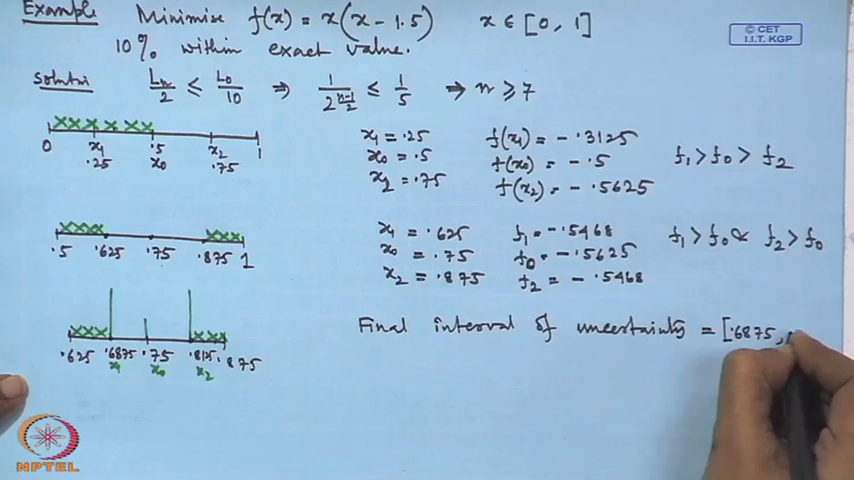 Example Minimise f(x) = x(x-1.5) x ∈ [0, 1]
© CET
I.I.T. KGP
10% within exact value.
Solutin Ln/2 ≤ L0/10 ⇒ 1/2^((n-1)/2) ≤ 1/5 ⇒ n ≥ 7
0 x1 .5 x2 1
.25 x0 .75
x1 = .25 f(x1) = -.3125
x0 = .5 f(x0) = -.5 f1 > f0 > f2
x2 = .75 f(x2) = -.5625
.5 .625 .75 .875 1
x1 = .625 f1 = -.5468 f1 > f0 & f2 > f0
x0 = .75 f0 = -.5625
x2 = .875 f2 = -.5468
.625 .6875 .75 .8125 .875
x1 x0 x2
Final interval of uncertainty = [.6875,
NPTEL